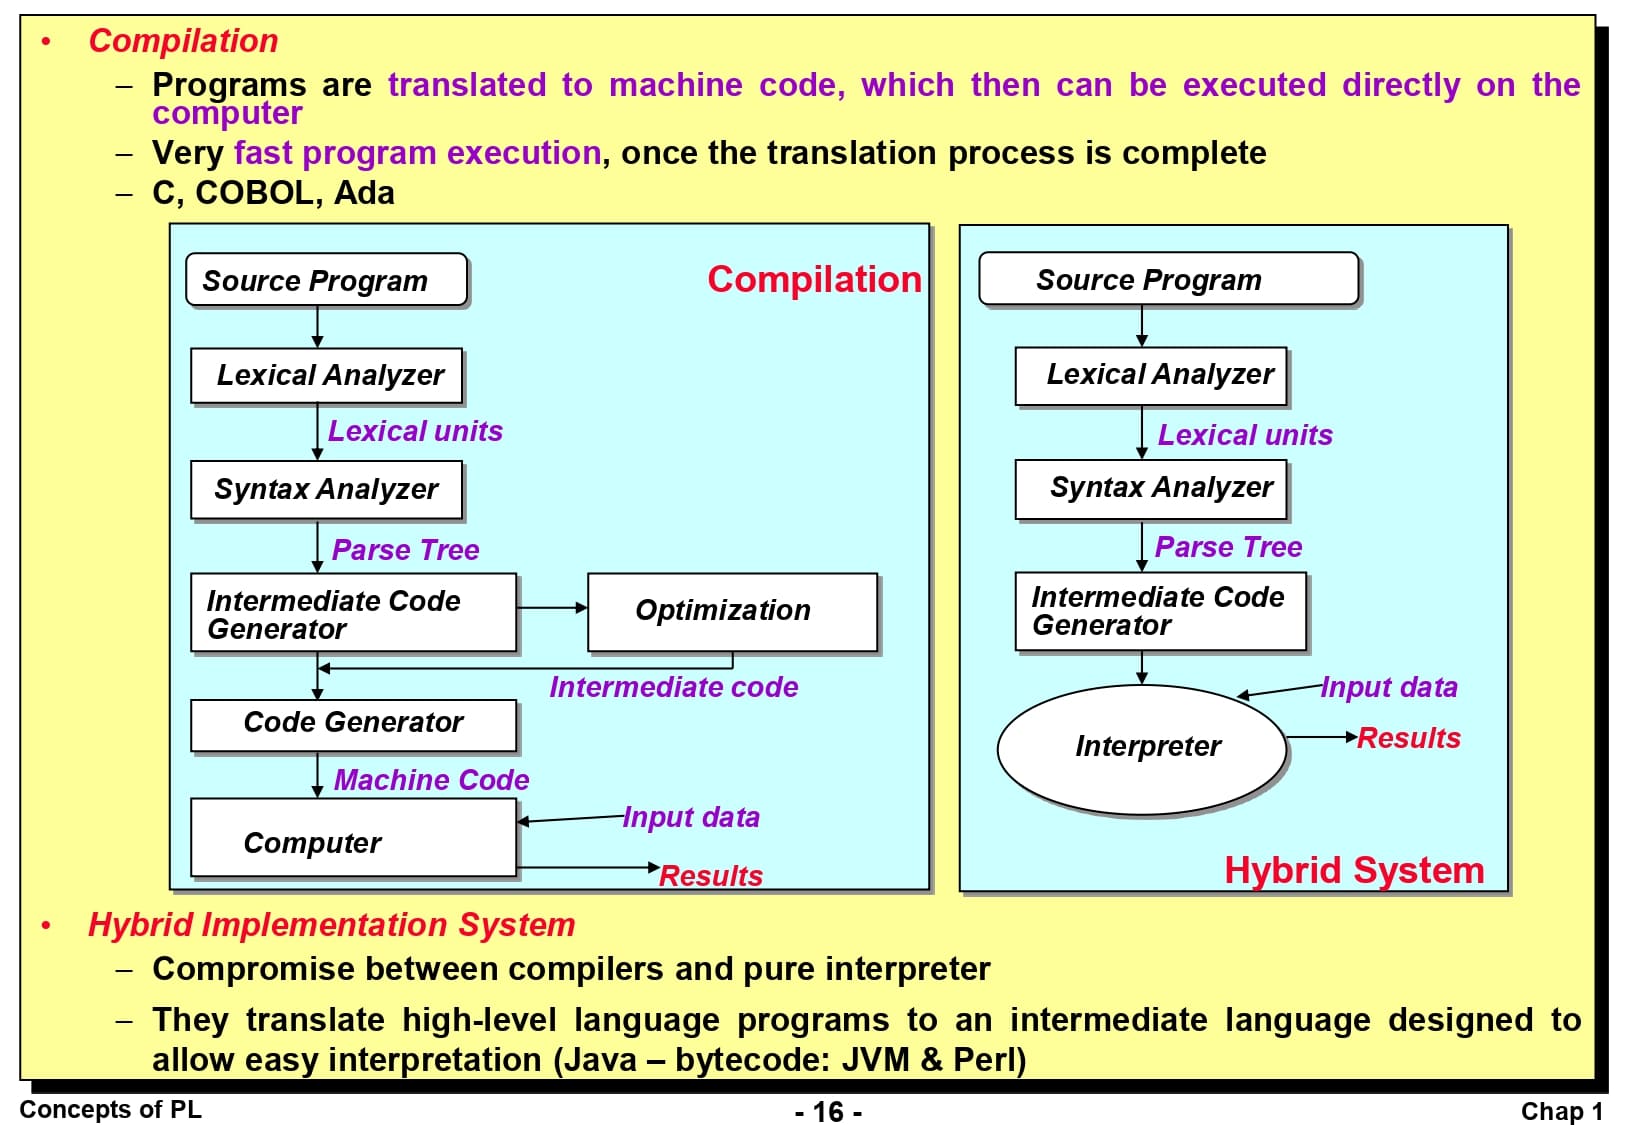 • Compilation
– Programs are translated to machine code, which then can be executed directly on the
computer
– Very fast program execution, once the translation process is complete
– C, COBOL, Ada
Compilation
Source Program
Lexical Analyzer
Lexical units
Syntax Analyzer
Parse Tree
Intermediate Code
Generator
Optimization
Intermediate code
Code Generator
Machine Code
Computer
Input data
Results
Source Program
Lexical Analyzer
Lexical units
Syntax Analyzer
Parse Tree
Intermediate Code
Generator
Input data
Interpreter
Results
Hybrid System
• Hybrid Implementation System
– Compromise between compilers and pure interpreter
– They translate high-level language programs to an intermediate language designed to
allow easy interpretation (Java – bytecode: JVM & Perl)
Concepts of PL
- 16 -
Chap 1